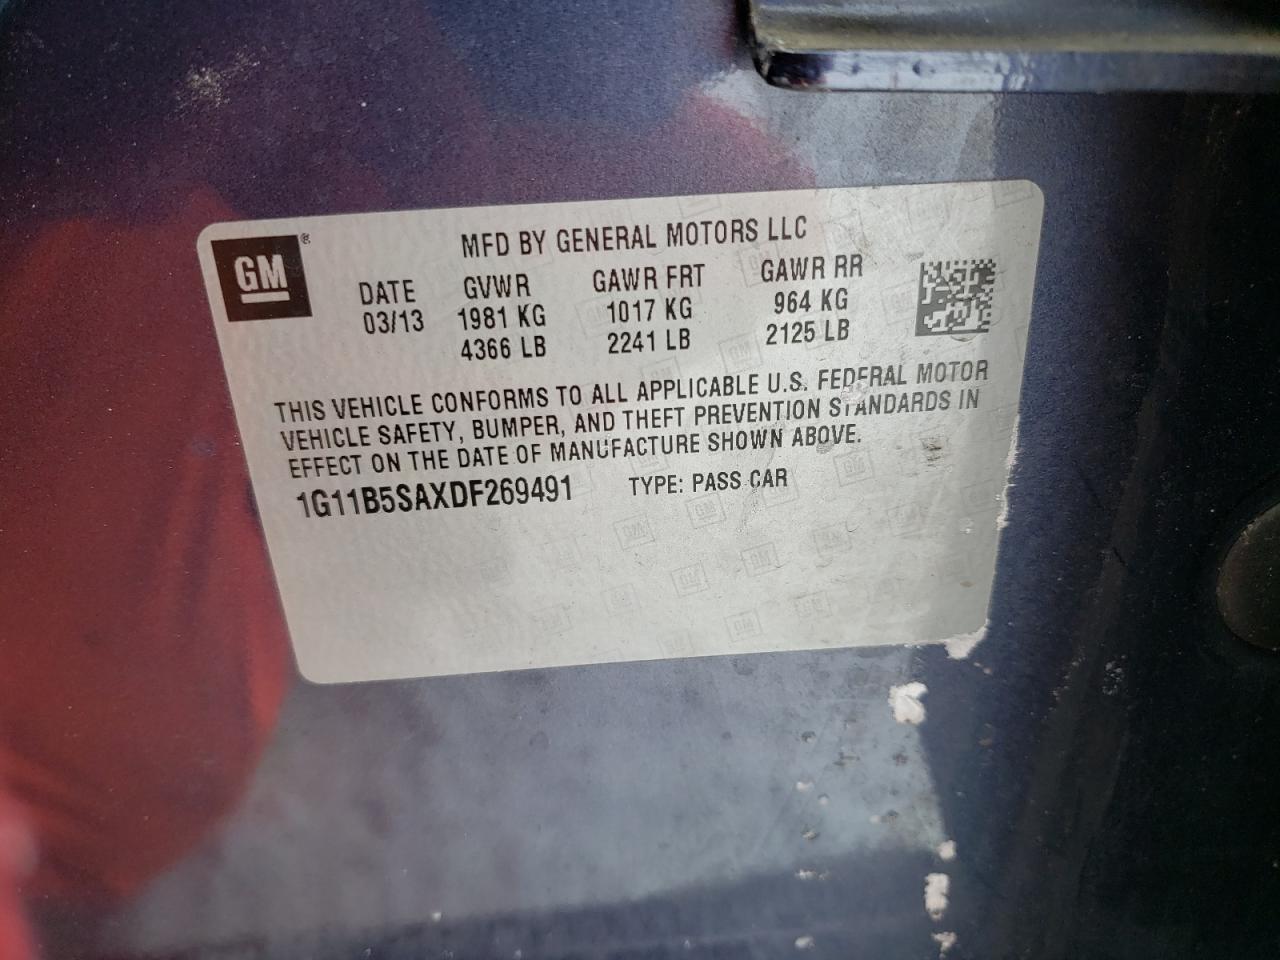 GM®
MFD BY GENERAL MOTORS LLC
DATE GVWR GAWR FRT GAWR RR
03/13 1981 KG 1017 KG 964 KG
4366 LB 2241 LB 2125 LB
THIS VEHICLE CONFORMS TO ALL APPLICABLE U.S. FEDERAL MOTOR
VEHICLE SAFETY, BUMPER, AND THEFT PREVENTION STANDARDS IN
EFFECT ON THE DATE OF MANUFACTURE SHOWN ABOVE.
1G11B5SAXDF269491 TYPE: PASS CAR